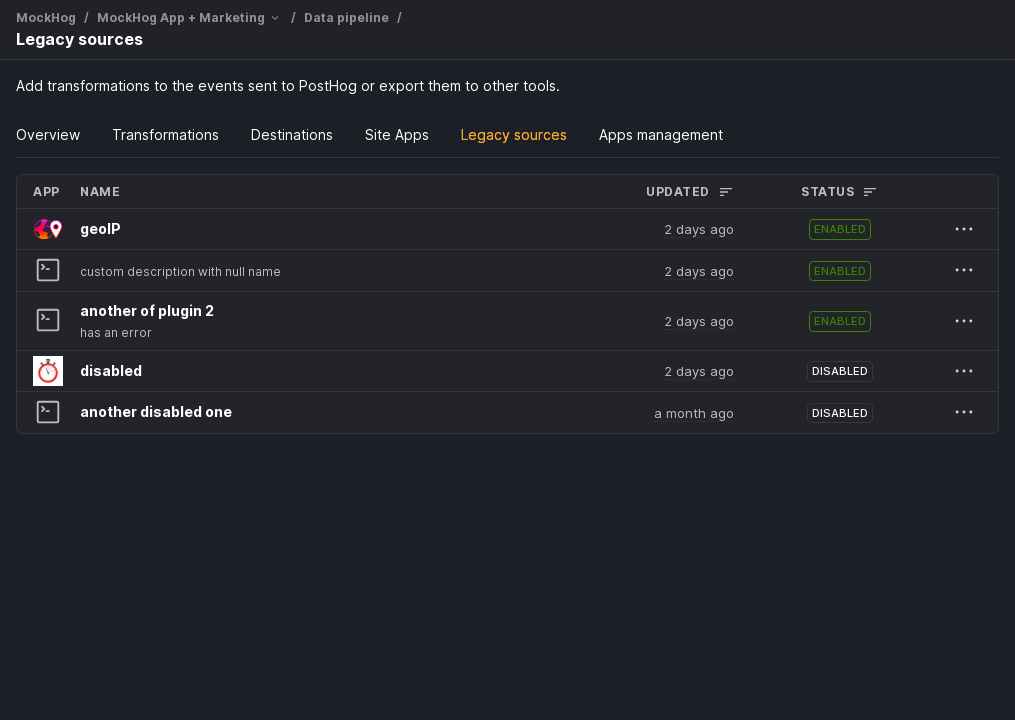 MockHog / MockHog App + Marketing / Data pipeline /
Legacy sources
Add transformations to the events sent to PostHog or export them to other tools.
Overview Transformations Destinations Site Apps Legacy sources Apps management
APP NAME UPDATED STATUS
geoIP 2 days ago ENABLED
custom description with null name 2 days ago ENABLED
another of plugin 2
has an error 2 days ago ENABLED
disabled 2 days ago DISABLED
another disabled one a month ago DISABLED